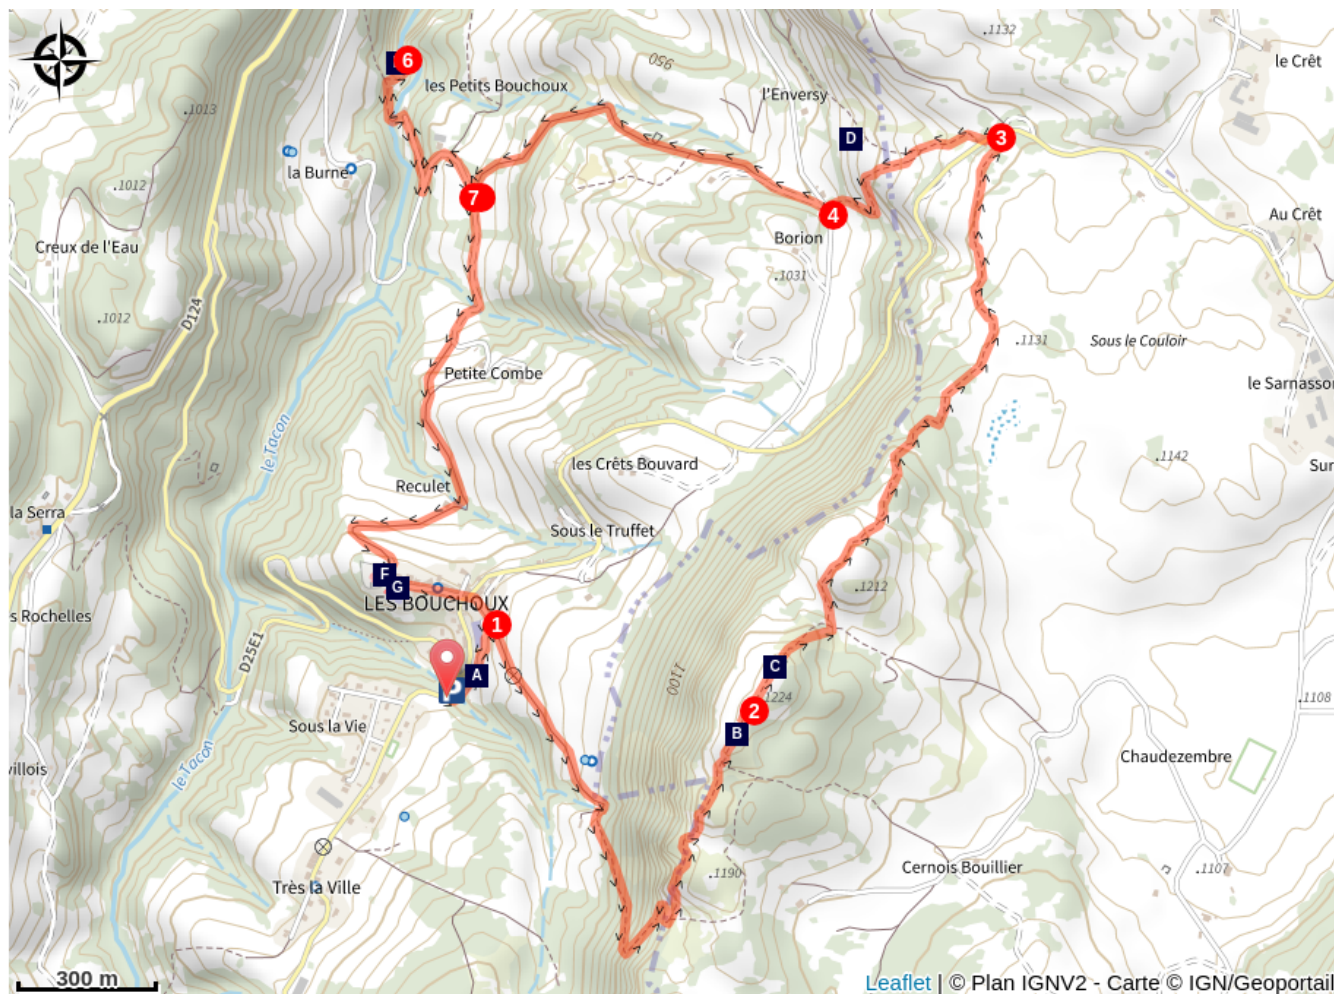 .1132
le Crêt
6
950
les Petits Bouchoux
l'Enversy
.1013
D
3
la Burne
.1012
7
4
Au Crêt
Creux de l'Eau
Borion
.1031
D124
.1012
.1131
Sous le Couloir
Petite Combe
le Sarnasso
le Tacon
les Crêts Bouvard
.1142
Sur
Reculet
la Serra
Sous le Truffet
F
G
.1212
LES BOUCHOUX
s Rochelles
1
D25E1
A
C
1100
P
1224
.1108
2
Sous la Vie
B
Chaudezembre
villois
le Tacon
.1190
Cernois Bouillier
.1107
Très la Ville
300 m
Leaflet | © Plan IGNV2 - Carte © IGN/Geoportail